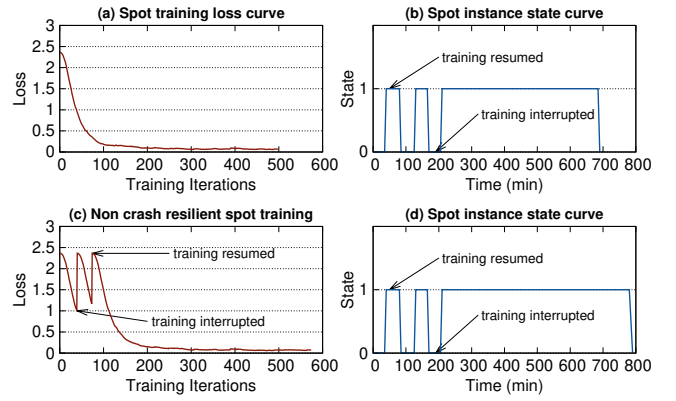 (a) Spot training loss curve
3
2.5
2
1.5
1
0.5
0
Loss
0 100 200 300 400 500 600
Training Iterations
(b) Spot instance state curve
training resumed
training interrupted
1
0
State
0 100 200 300 400 500 600 700 800
Time (min)
(c) Non crash resilient spot training
3
2.5
2
1.5
1
0.5
0
Loss
training resumed
training interrupted
0 100 200 300 400 500 600
Training Iterations
(d) Spot instance state curve
training resumed
training interrupted
1
0
State
0 100 200 300 400 500 600 700 800
Time (min)